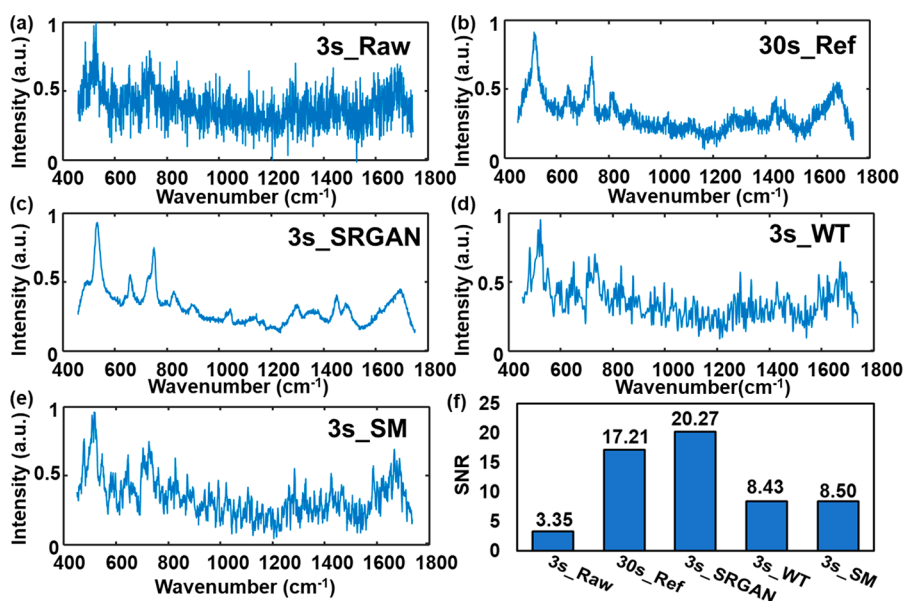 (a)
3s_Raw
Intensity (a.u.)
1
0.5
0
400 600 800 1000 1200 1400 1600 1800
Wavenumber (cm-1)
(b)
30s_Ref
Intensity (a.u.)
1
0.5
0
400 600 800 1000 1200 1400 1600 1800
Wavenumber (cm-1)
(c)
3s_SRGAN
Intensity (a.u.)
1
0.5
0
400 600 800 1000 1200 1400 1600 1800
Wavenumber (cm-1)
(d)
3s_WT
Intensity (a.u.)
1
0.5
0
400 600 800 1000 1200 1400 1600 1800
Wavenumber(cm-1)
(e)
3s_SM
Intensity (a.u.)
1
0.5
0
400 600 800 1000 1200 1400 1600 1800
Wavenumber (cm-1)
(f)
SNR
25
20
15
10
5
0
3.35
17.21
20.27
8.43
8.50
3s_Raw
30s_Ref
3s_SRGAN
3s_WT
3s_SM